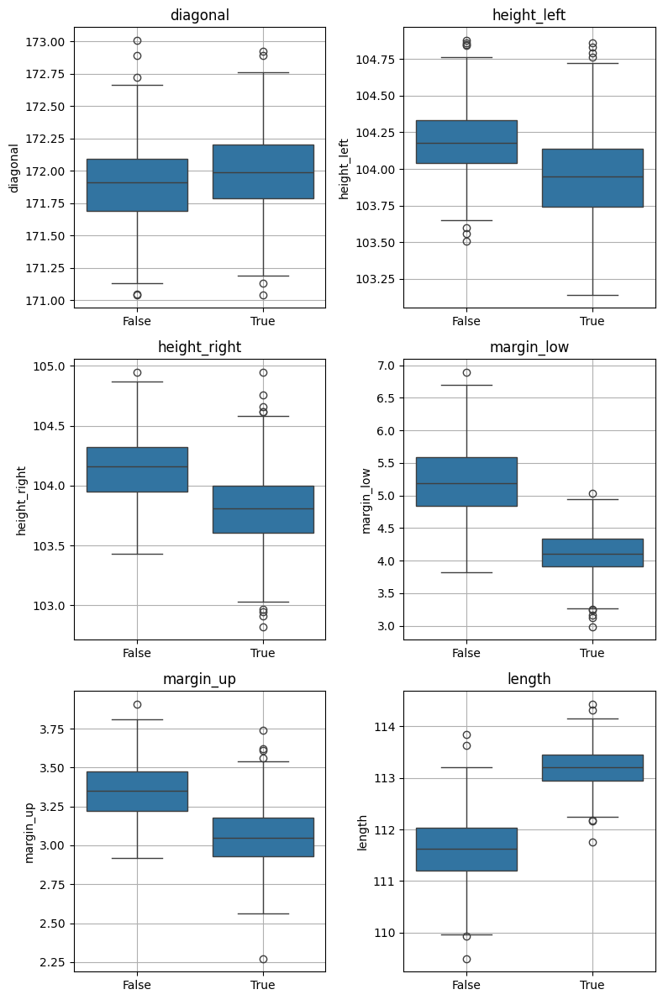 diagonal
173.00
172.75
172.50
172.25
172.00
171.75
171.50
171.25
171.00
diagonal
False True
height_left
104.75
104.50
104.25
104.00
103.75
103.50
103.25
height_left
False True
height_right
105.0
104.5
104.0
103.5
103.0
height_right
False True
margin_low
7.0
6.5
6.0
5.5
5.0
4.5
4.0
3.5
3.0
margin_low
False True
margin_up
3.75
3.50
3.25
3.00
2.75
2.50
2.25
margin_up
False True
length
114
113
112
111
110
length
False True